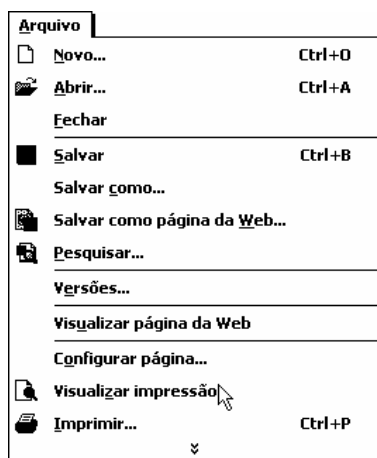 Arquivo
Novo... Ctrl+O
Abrir... Ctrl+A
Fechar
Salvar Ctrl+B
Salvar como...
Salvar como página da Web...
Pesquisar...
Versões...
Visualizar página da Web
Configurar página...
Visualizar impressão
Imprimir... Ctrl+P